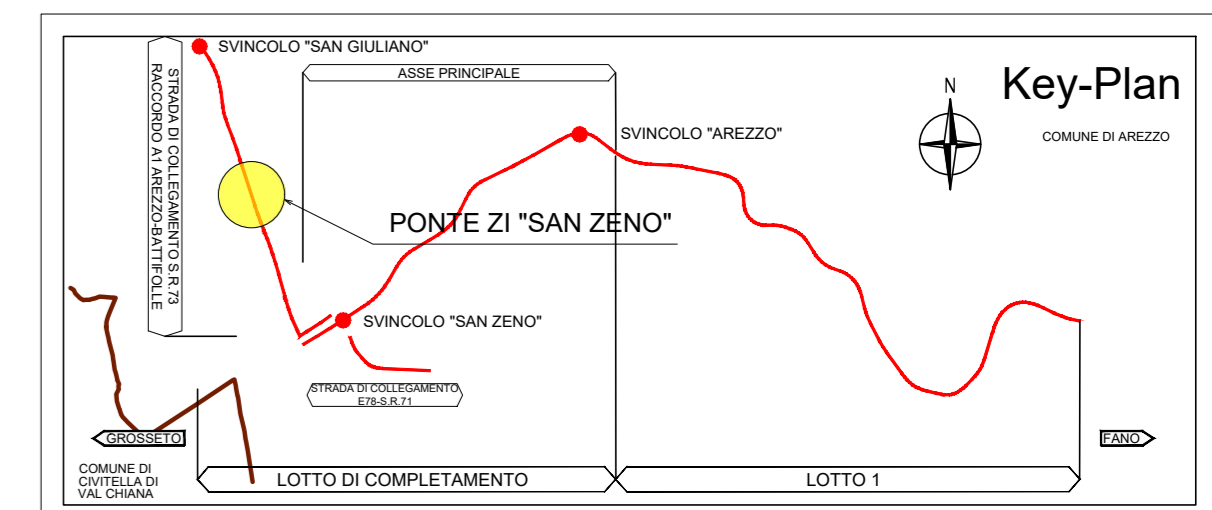 SVINCOLO "SAN GIULIANO"
STRADA DI COLLEGAMENTO S.R.73
RACCORDO A1 AREZZO-BATTIFOLLE
ASSE PRINCIPALE
N
Key-Plan
COMUNE DI AREZZO
SVINCOLO "AREZZO"
PONTE ZI "SAN ZENO"
SVINCOLO "SAN ZENO"
STRADA DI COLLEGAMENTO
E78-S.R.71
GROSSETO
FANO
COMUNE DI
CIVITELLA DI
VAL CHIANA
LOTTO DI COMPLETAMENTO
LOTTO 1